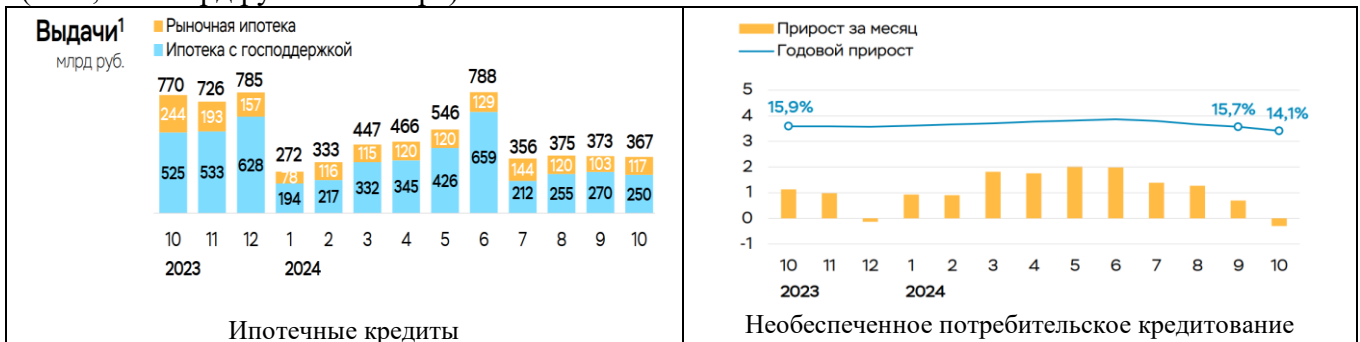 Выдачи¹
млрд руб.
Рыночная ипотека
Ипотека с господдержкой
770 726 785 272 333 447 466 546 788 356 375 373 367
244 193 157 78 116 115 120 120 129 144 120 103 117
525 533 628 194 217 332 345 426 659 212 255 270 250
10 11 12 1 2 3 4 5 6 7 8 9 10
2023 2024
Ипотечные кредиты
Прирост за месяц
Годовой прирост
5
4
3
2
1
0
-1
15,9% 15,7% 14,1%
10 11 12 1 2 3 4 5 6 7 8 9 10
2023 2024
Необеспеченное потребительское кредитование